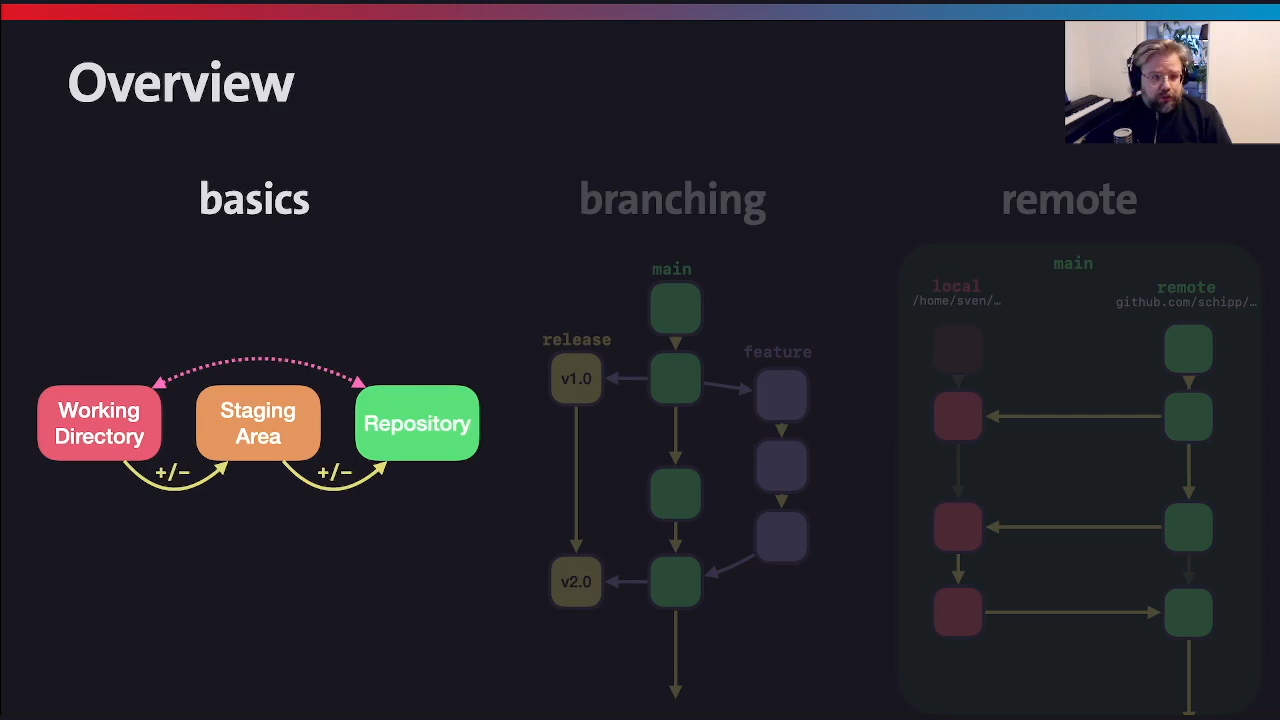 Overview
basics
branching
remote
Working
Directory
Staging
Area
Repository
+/−
+/−
main
release
feature
v1.0
v2.0
main
local
/home/sven/…
remote
github.com/schipp/…